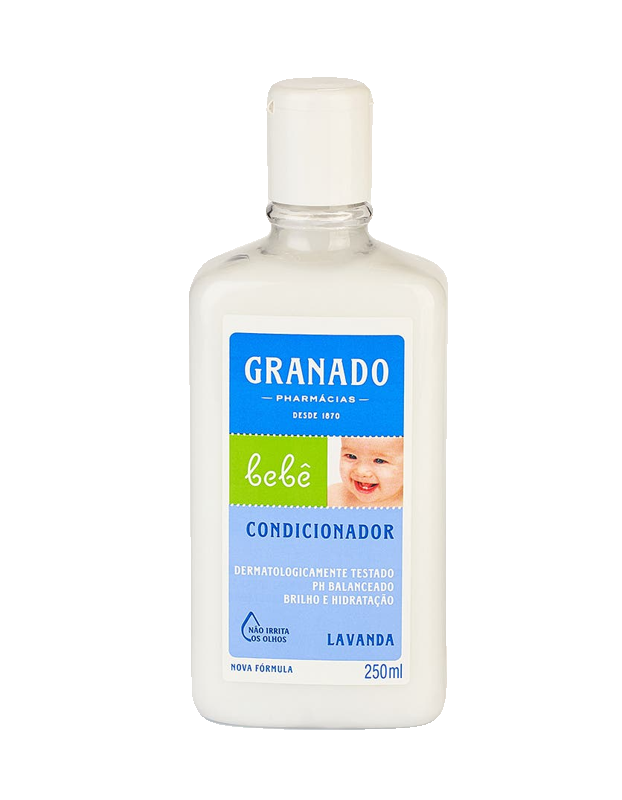 GRANADO
PHARMÁCIAS
DESDE 1870
bebê
CONDICIONADOR
DERMATOLOGICAMENTE TESTADO
PH BALANCEADO
BRILHO E HIDRATAÇÃO
NÃO IRRITA
OS OLHOS
LAVANDA
NOVA FÓRMULA
250ml